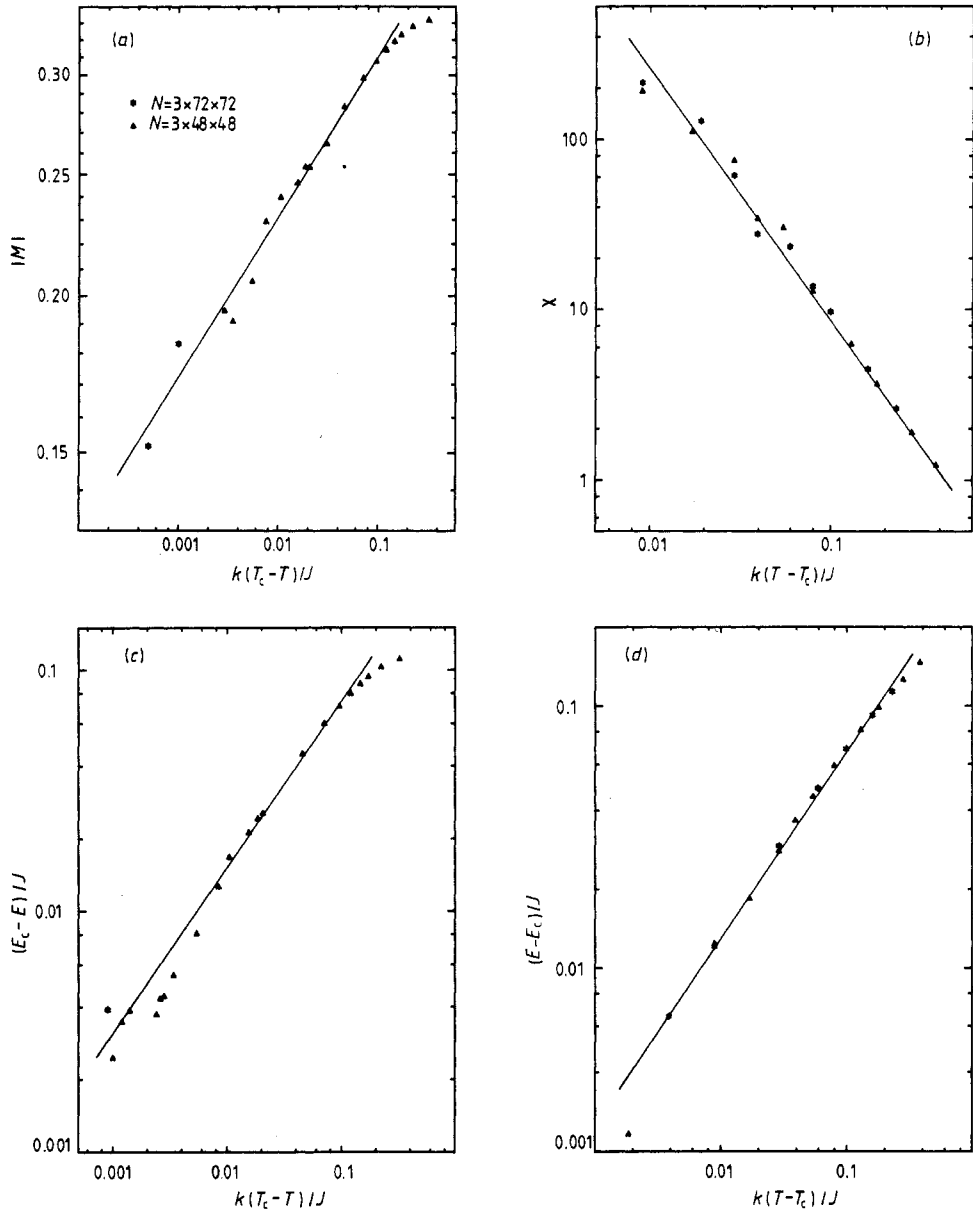 (a)
N=3×72×72
N=3×48×48
0.30
0.25
0.20
0.15
|M|
0.001
0.01
0.1
k(Tc−T)/J
(b)
100
10
1
χ
0.01
0.1
k(T−Tc)/J
(c)
0.1
0.01
0.001
(Ec−E)/J
0.001
0.01
0.1
k(Tc−T)/J
(d)
0.1
0.01
0.001
(E−Ec)/J
0.01
0.1
k(T−Tc)/J